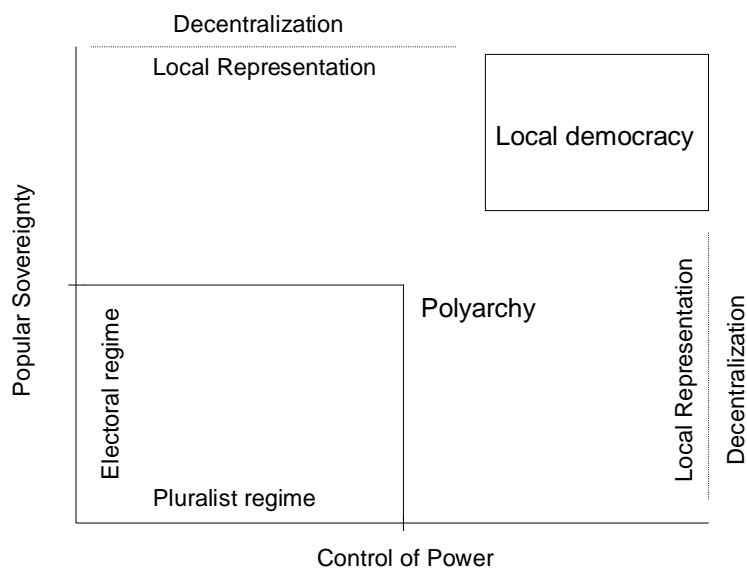 Decentralization
Local Representation
Local democracy
Popular Sovereignty
Electoral regime
Polyarchy
Local Representation
Decentralization
Pluralist regime
Control of Power